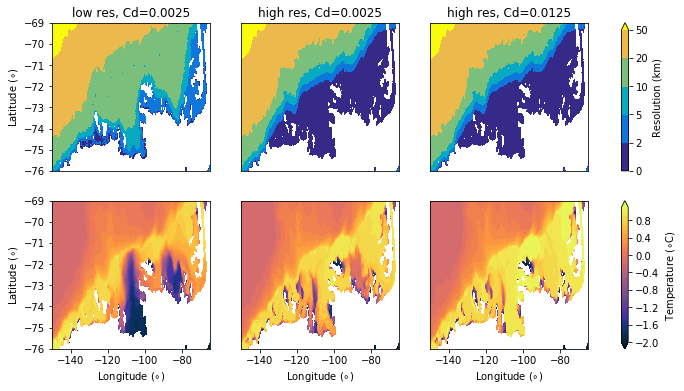 low res, Cd=0.0025
high res, Cd=0.0025
high res, Cd=0.0125
−69
−70
−71
−72
−73
−74
−75
−76
Latitude (∘)
50
20
10
5
2
0
Resolution (km)
−69
−70
−71
−72
−73
−74
−75
−76
Latitude (∘)
−140 −120 −100 −80
Longitude (∘)
−140 −120 −100 −80
Longitude (∘)
−140 −120 −100 −80
Longitude (∘)
0.8
0.4
0.0
−0.4
−0.8
−1.2
−1.6
−2.0
Temperature (∘C)